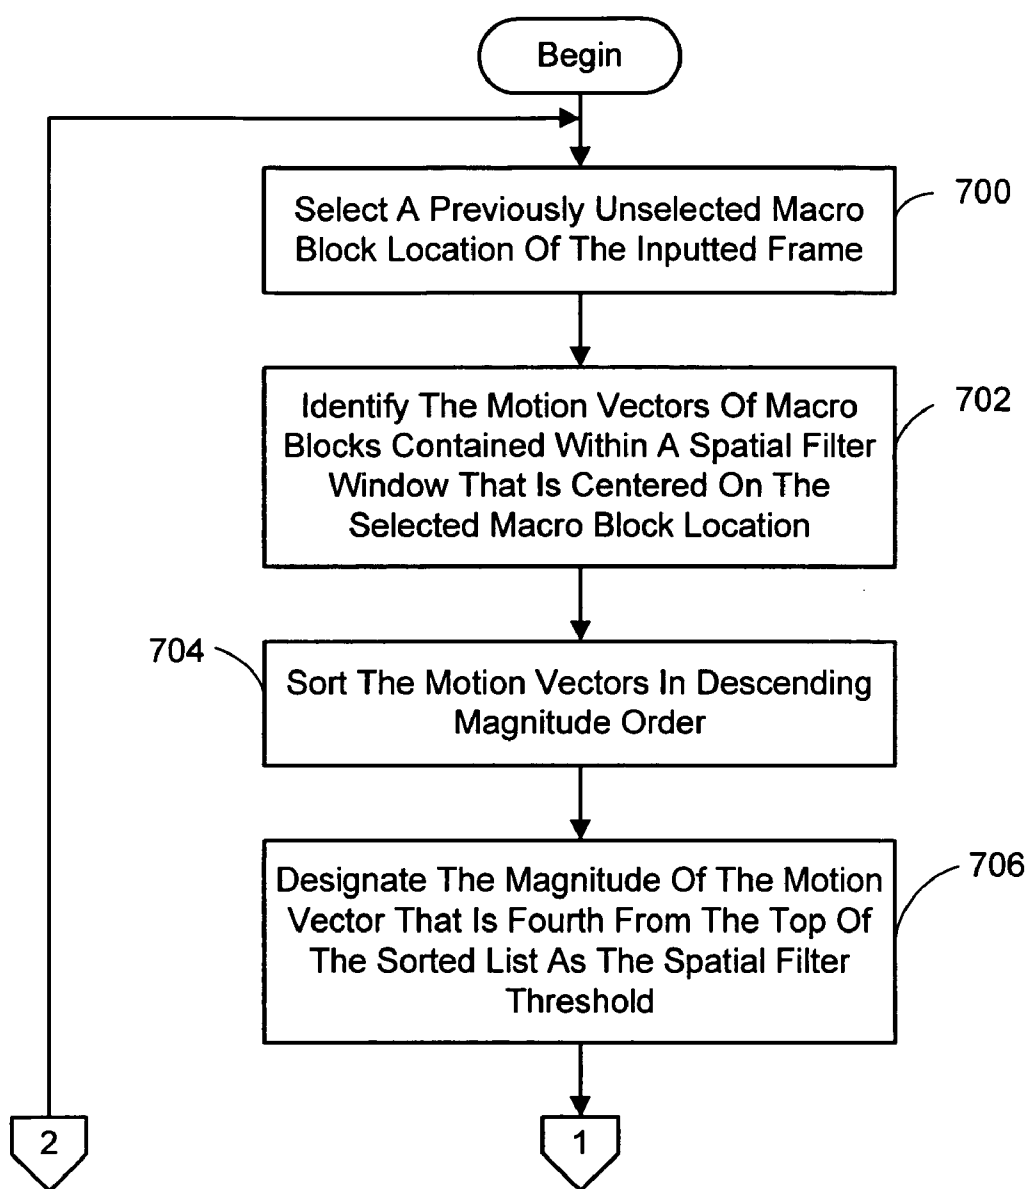 Begin
Select A Previously Unselected Macro
Block Location Of The Inputted Frame
700
Identify The Motion Vectors Of Macro
Blocks Contained Within A Spatial Filter
Window That Is Centered On The
Selected Macro Block Location
702
704
Sort The Motion Vectors In Descending
Magnitude Order
Designate The Magnitude Of The Motion
Vector That Is Fourth From The Top Of
The Sorted List As The Spatial Filter
Threshold
706
2
1